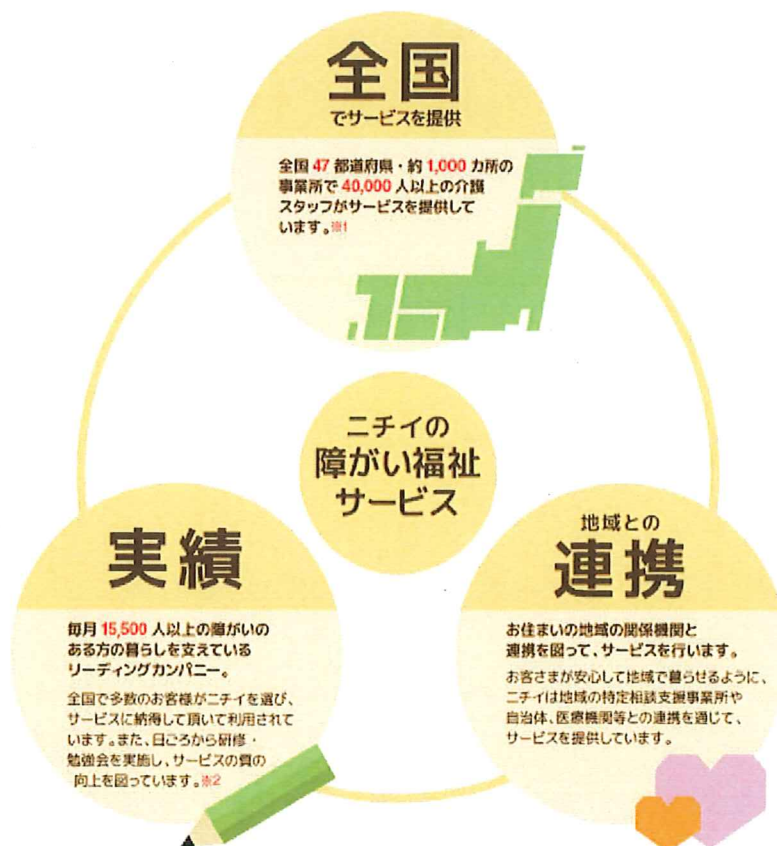 全国
でサービスを提供
全国 47 都道府県・約 1,000 カ所の
事業所で 40,000 人以上の介護
スタッフがサービスを提供して
います。※1
ニチイの
障がい福祉
サービス
実績
毎月 15,500 人以上の障がいの
ある方の暮らしを支えている
リーディングカンパニー。
全国で多数のお客様がニチイを選び、
サービスに納得して頂いて利用されて
います。また、日ごろから研修・
勉強会を実施し、サービスの質の
向上を図っています。※2
地域との
連携
お住まいの地域の関係機関と
連携を図って、サービスを行います。
お客さまが安心して地域で暮らせるように、
ニチイは地域の特定相談支援事業所や
自治体、医療機関等との連携を通じて、
サービスを提供しています。